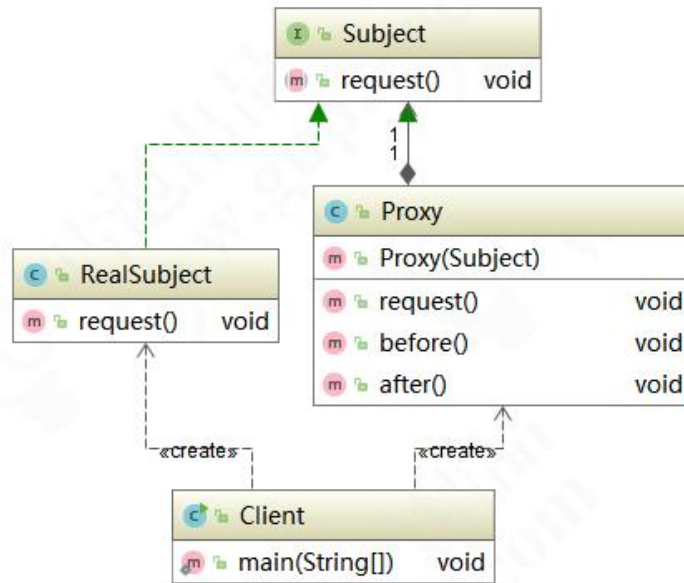 Subject
request() void
1
1
Proxy
Proxy(Subject)
request() void
before() void
after() void
RealSubject
request() void
«create»
«create»
Client
main(String[]) void